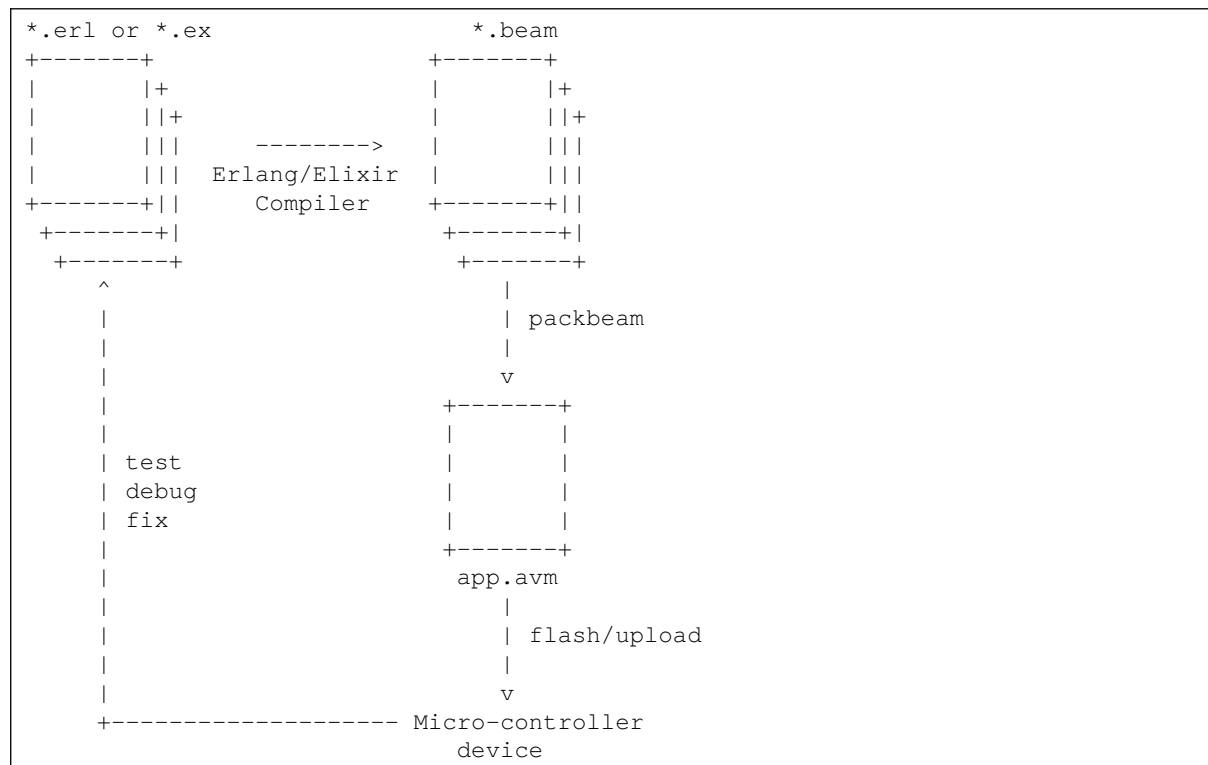 *.erl or *.ex *.beam
-------->
Erlang/Elixir
Compiler
packbeam
test
debug
fix
app.avm
flash/upload
Micro-controller
device